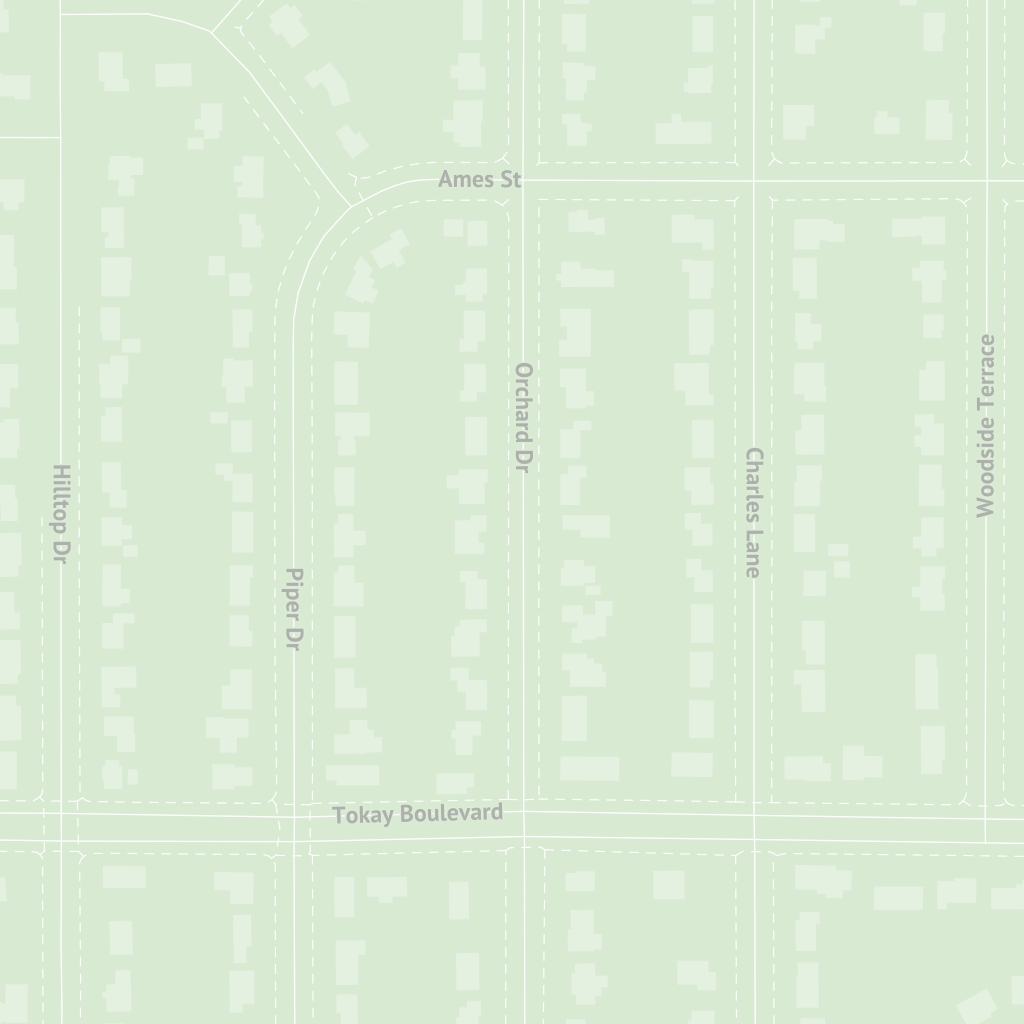 Ames St
Orchard Dr
Woodside Terrace
Charles Lane
Hilltop Dr
Piper Dr
Tokay Boulevard